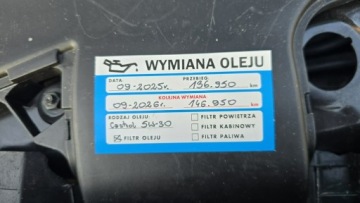 WYMIANA OLEJU
DATA PRZEBIEG
09-2025r. 136.950 km
KOLEJNA WYMIANA
09-2026r. 146.950 km
RODZAJ OLEJU: FILTR POWIETRZA
Castrol 5W-30 FILTR KABINOWY
FILTR OLEJU FILTR PALIWA